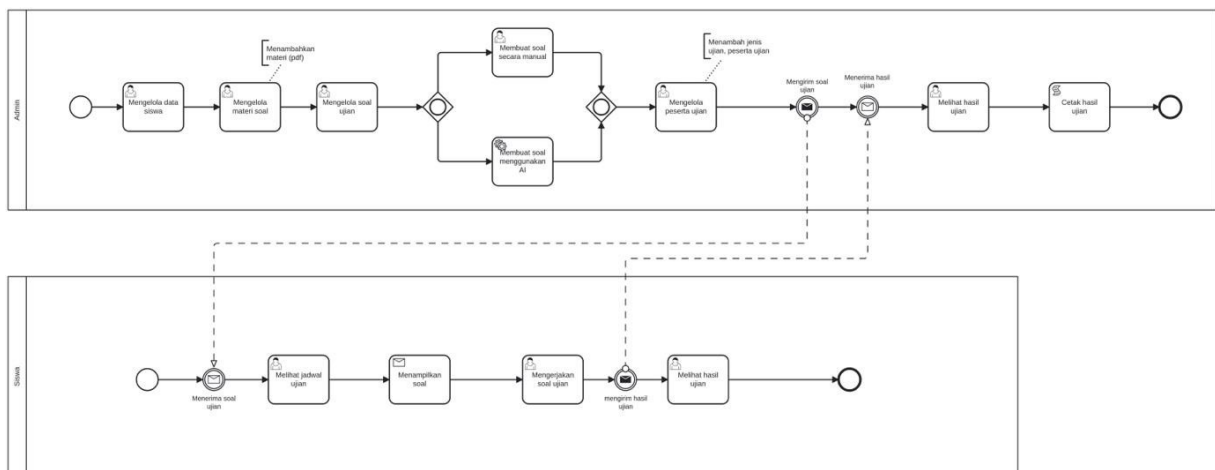 Admin
Mengelola data
siswa
Menambahkan
materi (pdf)
Mengelola
materi soal
Mengelola soal
ujian
Membuat soal
secara manual
Membuat soal
menggunakan
AI
Menambah jenis
ujian, peserta ujian
Mengelola
peserta ujian
Mengirim soal
ujian
Menerima hasil
ujian
Melihat hasil
ujian
Cetak hasil
ujian
Siswa
Menerima soal
ujian
Melihat jadwal
ujian
Menampilkan
soal
Mengerjakan
soal ujian
mengirim hasil
ujian
Melihat hasil
ujian